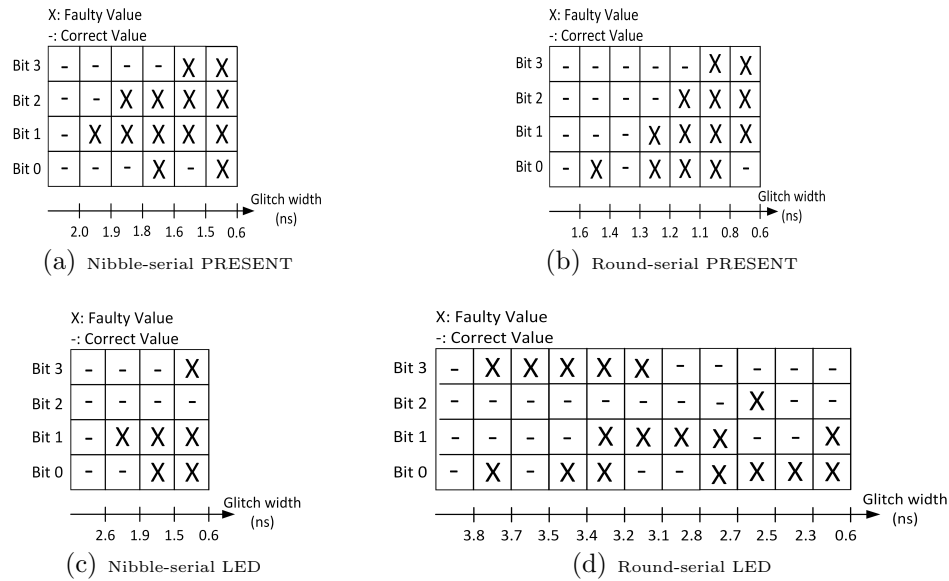 X: Faulty Value
-: Correct Value
Bit 3 - - - - X X
Bit 2 - - X X X X
Bit 1 - X X X X X
Bit 0 - - - X - X
Glitch width
(ns)
2.0 1.9 1.8 1.6 1.5 0.6
(a) Nibble-serial PRESENT
X: Faulty Value
-: Correct Value
Bit 3 - - - - - X X
Bit 2 - - - - X X X
Bit 1 - - - X X X X
Bit 0 - X - X X X -
Glitch width
(ns)
1.6 1.4 1.3 1.2 1.1 0.8 0.6
(b) Round-serial PRESENT
X: Faulty Value
-: Correct Value
Bit 3 - - - X
Bit 2 - - - -
Bit 1 - X X X
Bit 0 - - X X
Glitch width
(ns)
2.6 1.9 1.5 0.6
(c) Nibble-serial LED
X: Faulty Value
-: Correct Value
Bit 3 - X X X X X - - - - -
Bit 2 - - - - - - - - X - -
Bit 1 - - - - X X X X - - X
Bit 0 - X - X X - - X X X X
Glitch width
(ns)
3.8 3.7 3.5 3.4 3.2 3.1 2.8 2.7 2.5 2.3 0.6
(d) Round-serial LED